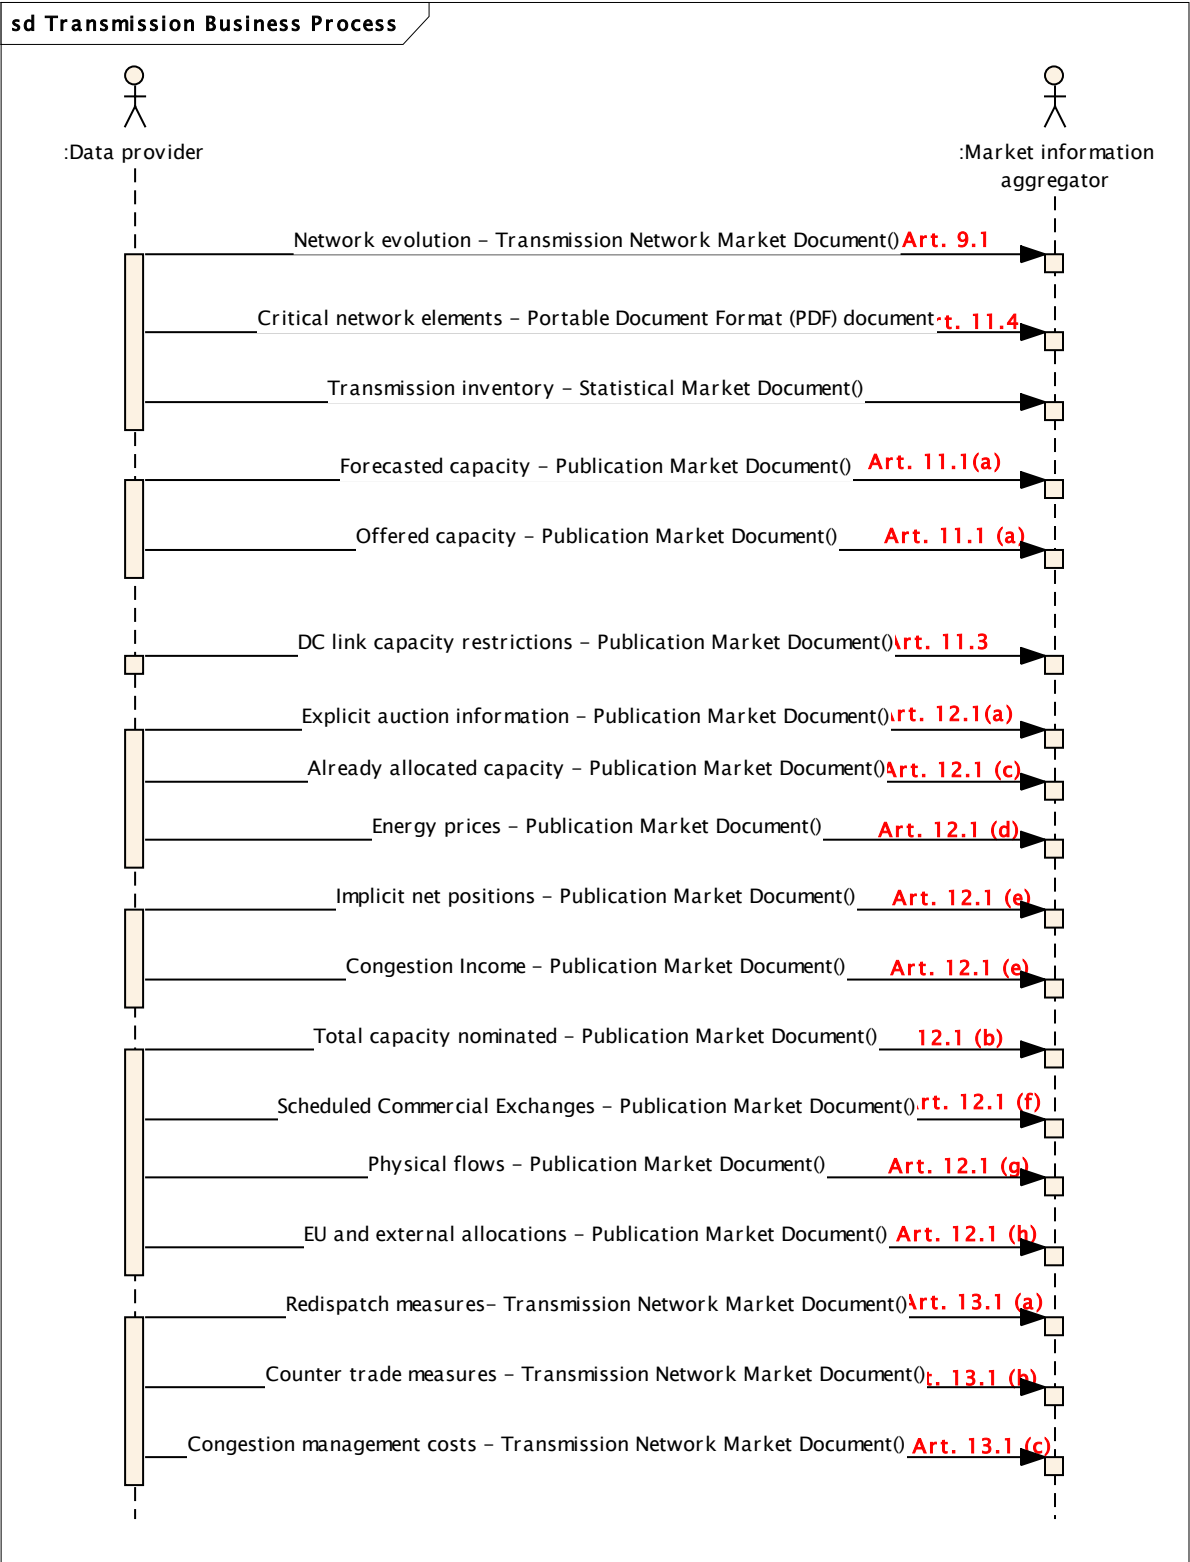 sd Transmission Business Process
:Data provider
:Market information
aggregator
Network evolution - Transmission Network Market Document() Art. 9.1
Critical network elements - Portable Document Format (PDF) document rt. 11.4
Transmission inventory - Statistical Market Document()
Forecasted capacity - Publication Market Document() Art. 11.1(a)
Offered capacity - Publication Market Document() Art. 11.1 (a)
DC link capacity restrictions - Publication Market Document() Art. 11.3
Explicit auction information - Publication Market Document() Art. 12.1(a)
Already allocated capacity - Publication Market Document() Art. 12.1 (c)
Energy prices - Publication Market Document() Art. 12.1 (d)
Implicit net positions - Publication Market Document() Art. 12.1 (e)
Congestion Income - Publication Market Document() Art. 12.1 (e)
Total capacity nominated - Publication Market Document() 12.1 (b)
Scheduled Commercial Exchanges - Publication Market Document() Art. 12.1 (f)
Physical flows - Publication Market Document() Art. 12.1 (g)
EU and external allocations - Publication Market Document() Art. 12.1 (h)
Redispatch measures- Transmission Network Market Document() Art. 13.1 (a)
Counter trade measures - Transmission Network Market Document() t. 13.1 (b)
Congestion management costs - Transmission Network Market Document() Art. 13.1 (c)